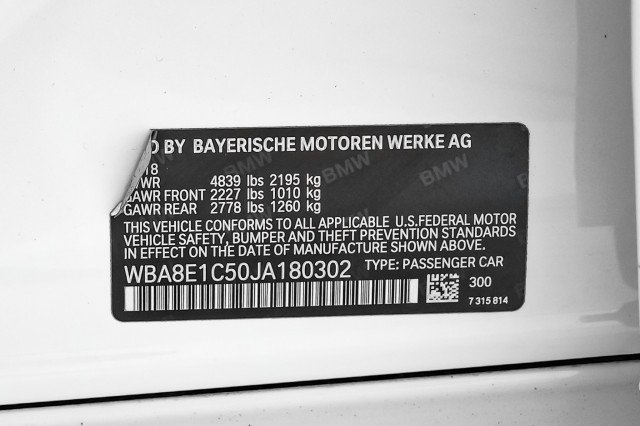 D BY BAYERISCHE MOTOREN WERKE AG
18
WR 4839 lbs 2195 kg
GAWR FRONT 2227 lbs 1010 kg
GAWR REAR 2778 lbs 1260 kg
THIS VEHICLE CONFORMS TO ALL APPLICABLE U.S.FEDERAL MOTOR
VEHICLE SAFETY, BUMPER AND THEFT PREVENTION STANDARDS
IN EFFECT ON THE DATE OF MANUFACTURE SHOWN ABOVE.
WBA8E1C50JA180302 TYPE: PASSENGER CAR
300
7 315 814
BMW
BMW
BMW
BMW